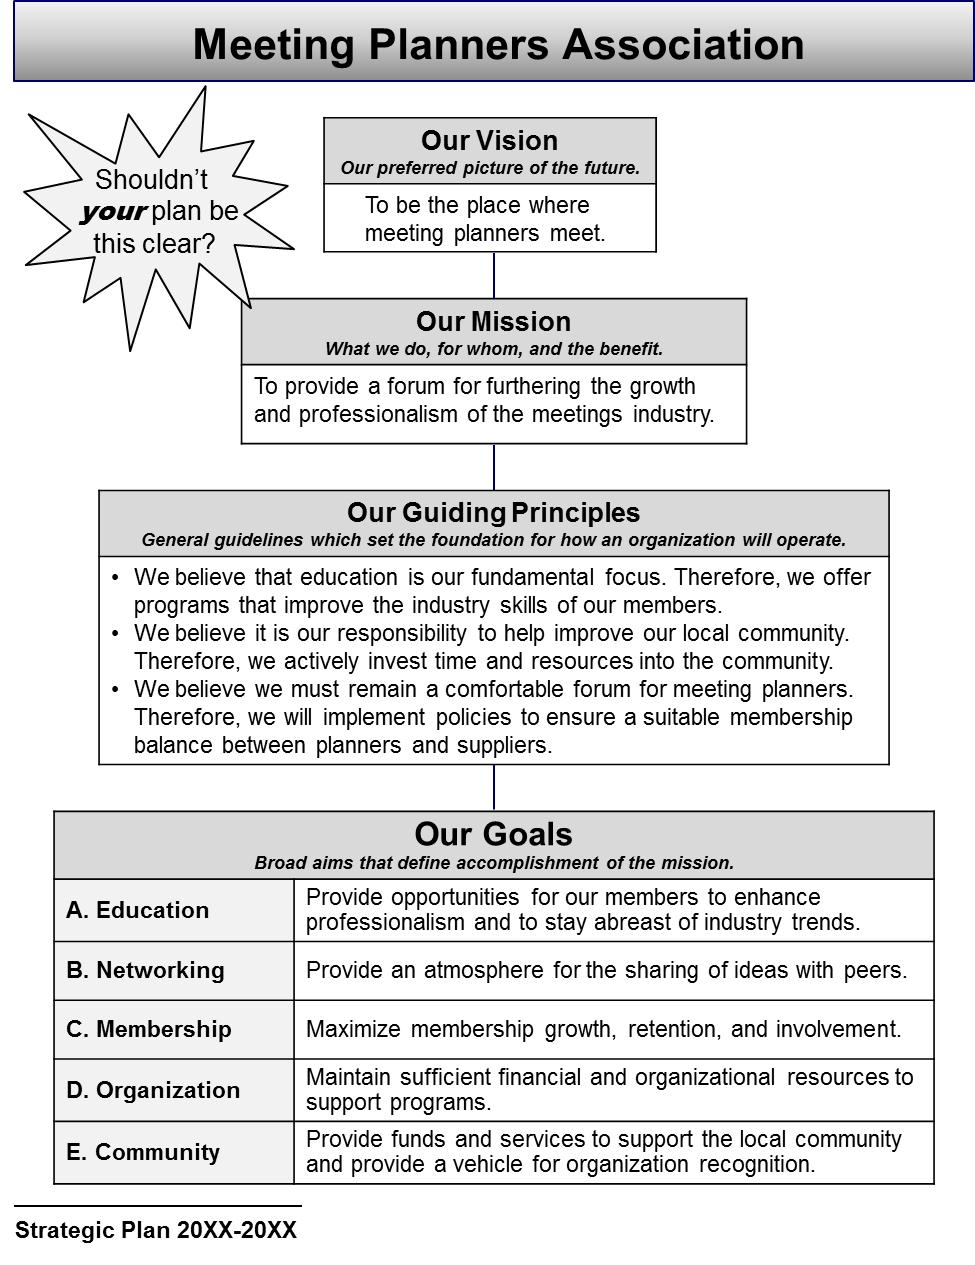 Meeting Planners Association
Shouldn't
your plan be
this clear?
Our Vision
Our preferred picture of the future.
To be the place where
meeting planners meet.
Our Mission
What we do, for whom, and the benefit.
To provide a forum for furthering the growth
and professionalism of the meetings industry.
Our Guiding Principles
General guidelines which set the foundation for how an organization will operate.
• We believe that education is our fundamental focus. Therefore, we offer
programs that improve the industry skills of our members.
• We believe it is our responsibility to help improve our local community.
Therefore, we actively invest time and resources into the community.
• We believe we must remain a comfortable forum for meeting planners.
Therefore, we will implement policies to ensure a suitable membership
balance between planners and suppliers.
Our Goals
Broad aims that define accomplishment of the mission.
A. Education
Provide opportunities for our members to enhance
professionalism and to stay abreast of industry trends.
B. Networking
Provide an atmosphere for the sharing of ideas with peers.
C. Membership
Maximize membership growth, retention, and involvement.
D. Organization
Maintain sufficient financial and organizational resources to
support programs.
E. Community
Provide funds and services to support the local community
and provide a vehicle for organization recognition.
Strategic Plan 20XX-20XX